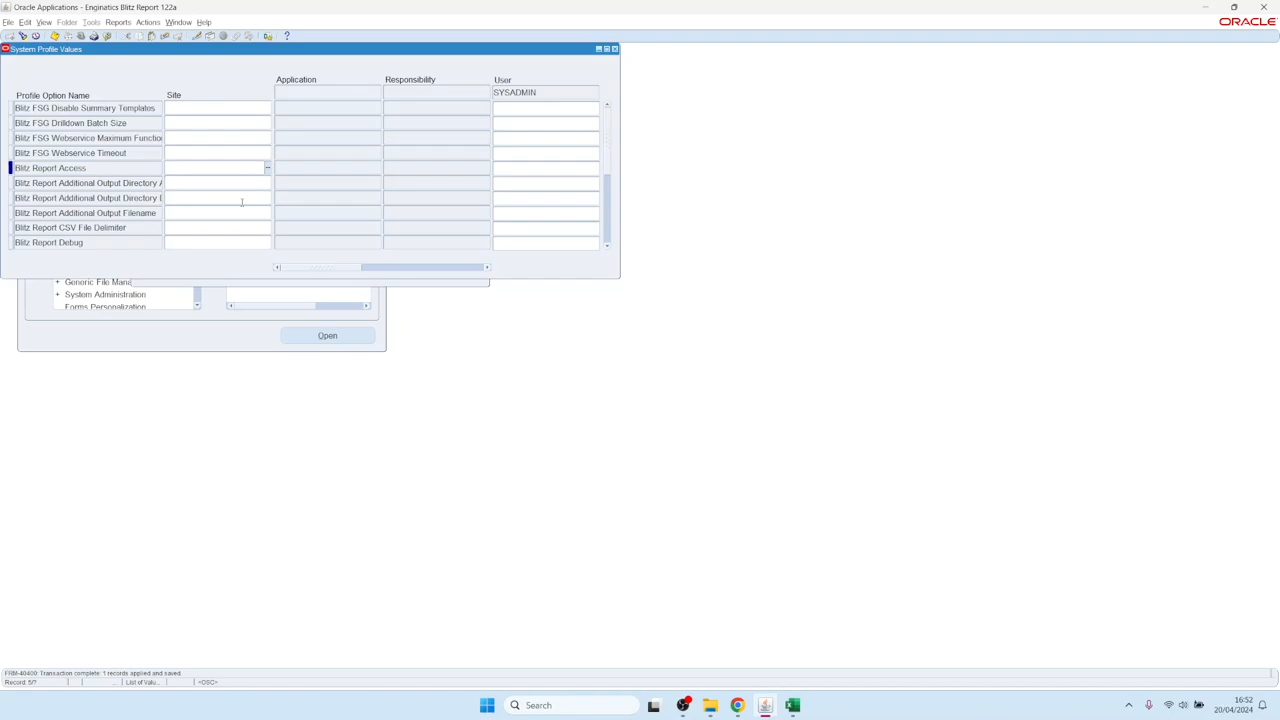 Oracle Applications - Enginatics Blitz Report 122a
File Edit View Folder Tools Reports Actions Window Help
ORACLE
System Profile Values
Application Responsibility User
SYSADMIN
Profile Option Name Site
Blitz FSG Disable Summary Templates
Blitz FSG Drilldown Batch Size
Blitz FSG Webservice Maximum Functio
Blitz FSG Webservice Timeout
Blitz Report Access
Blitz Report Additional Output Directory A
Blitz Report Additional Output Directory
Blitz Report Additional Output Filename
Blitz Report CSV File Delimiter
Blitz Report Debug
+ Generic File Mana
+ System Administration
Forms Personalization
Open
FRM-40400: Transaction complete: 1 records applied and saved
Record: 5/? ... List of Valu... <OSC>
Search
16:52
20/04/2024